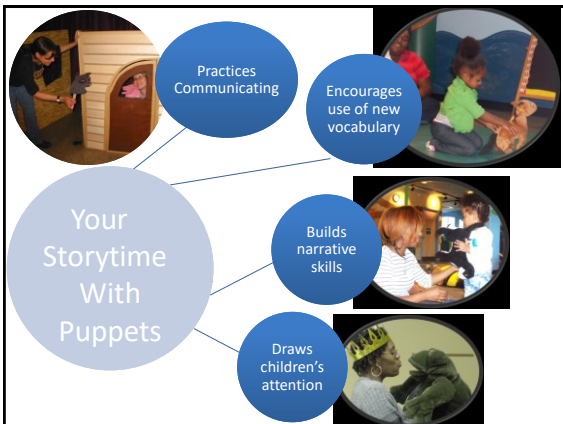 Practices
Communicating
Encourages
use of new
vocabulary
Your
Storytime
With
Puppets
Builds
narrative
skills
Draws
children's
attention